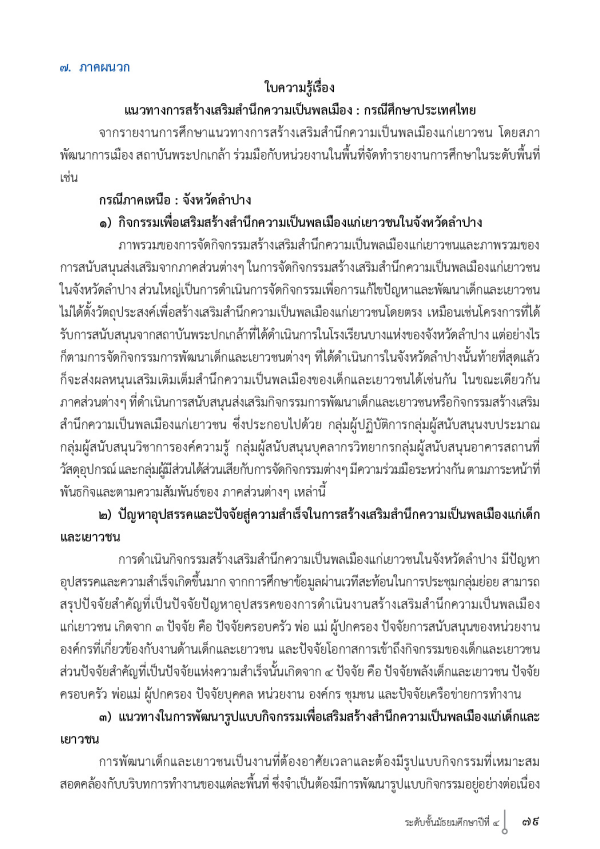 ๗. ภาคผนวก
ใบความรู้เรื่อง
แนวทางการสร้างเสริมสำนึกความเป็นพลเมือง : กรณีศึกษาประเทศไทย
จากรายงานการศึกษาแนวทางการสร้างเสริมสำนึกความเป็นพลเมืองแก่เยาวชน โดยสภา
พัฒนาการเมือง สถาบันพระปกเกล้า ร่วมมือกับหน่วยงานในพื้นที่จัดทำรายงานการศึกษาในระดับพื้นที่
เช่น
กรณีภาคเหนือ : จังหวัดลำปาง
๑) กิจกรรมเพื่อเสริมสร้างสำนึกความเป็นพลเมืองแก่เยาวชนในจังหวัดลำปาง
ภาพรวมของการจัดกิจกรรมสร้างเสริมสำนึกความเป็นพลเมืองแก่เยาวชนและภาพรวมของ
การสนับสนุนส่งเสริมจากภาคส่วนต่างๆ ในการจัดกิจกรรมสร้างเสริมสำนึกความเป็นพลเมืองแก่เยาวชน
ในจังหวัดลำปาง ส่วนใหญ่เป็นการดำเนินการจัดกิจกรรมเพื่อการแก้ไขปัญหาและพัฒนาเด็กและเยาวชน
ไม่ได้ตั้งวัตถุประสงค์เพื่อสร้างเสริมสำนึกความเป็นพลเมืองแก่เยาวชนโดยตรง เหมือนเช่นโครงการที่ได้
รับการสนับสนุนจากสถาบันพระปกเกล้าที่ได้ดำเนินการในโรงเรียนบางแห่งของจังหวัดลำปาง แต่อย่างไร
ก็ตามการจัดกิจกรรมการพัฒนาเด็กและเยาวชนต่างๆ ที่ได้ดำเนินการในจังหวัดลำปางนั้นท้ายที่สุดแล้ว
ก็จะส่งผลหนุนเสริมเติมเต็มสำนึกความเป็นพลเมืองของเด็กและเยาวชนได้เช่นกัน ในขณะเดียวกัน
ภาคส่วนต่างๆ ที่ดำเนินการสนับสนุนส่งเสริมกิจกรรมการพัฒนาเด็กและเยาวชนหรือกิจกรรมสร้างเสริม
สำนึกความเป็นพลเมืองแก่เยาวชน ซึ่งประกอบไปด้วย กลุ่มผู้ปฏิบัติการกลุ่มผู้สนับสนุนงบประมาณ
กลุ่มผู้สนับสนุนวิชาการองค์ความรู้ กลุ่มผู้สนับสนุนบุคลากรวิทยากรกลุ่มผู้สนับสนุนอาคารสถานที่
วัสดุอุปกรณ์ และกลุ่มผู้มีส่วนได้ส่วนเสียกับการจัดกิจกรรมต่างๆ มีความร่วมมือระหว่างกัน ตามภาระหน้าที่
พันธกิจและตามความสัมพันธ์ของ ภาคส่วนต่างๆ เหล่านี้
๒) ปัญหาอุปสรรคและปัจจัยสู่ความสำเร็จในการสร้างเสริมสำนึกความเป็นพลเมืองแก่เด็ก
และเยาวชน
การดำเนินกิจกรรมสร้างเสริมสำนึกความเป็นพลเมืองแก่เยาวชนในจังหวัดลำปาง มีปัญหา
อุปสรรคและความสำเร็จเกิดขึ้นมาก จากการศึกษาข้อมูลผ่านเวทีสะท้อนในการประชุมกลุ่มย่อย สามารถ
สรุปปัจจัยสำคัญที่เป็นปัจจัยปัญหาอุปสรรคของการดำเนินงานสร้างเสริมสำนึกความเป็นพลเมือง
แก่เยาวชน เกิดจาก ๓ ปัจจัย คือ ปัจจัยครอบครัว พ่อ แม่ ผู้ปกครอง ปัจจัยการสนับสนุนของหน่วยงาน
องค์กรที่เกี่ยวข้องกับงานด้านเด็กและเยาวชน และปัจจัยโอกาสการเข้าถึงกิจกรรมของเด็กและเยาวชน
ส่วนปัจจัยสำคัญที่เป็นปัจจัยแห่งความสำเร็จนั้นเกิดจาก ๔ ปัจจัย คือ ปัจจัยพลังเด็กและเยาวชน ปัจจัย
ครอบครัว พ่อแม่ ผู้ปกครอง ปัจจัยบุคคล หน่วยงาน องค์กร ชุมชน และปัจจัยเครือข่ายการทำงาน
๓) แนวทางในการพัฒนารูปแบบกิจกรรมเพื่อเสริมสร้างสำนึกความเป็นพลเมืองแก่เด็กและ
เยาวชน
การพัฒนาเด็กและเยาวชนเป็นงานที่ต้องอาศัยเวลาและต้องมีรูปแบบกิจกรรมที่เหมาะสม
สอดคล้องกับบริบทการทำงานของแต่ละพื้นที่ ซึ่งจำเป็นต้องมีการพัฒนารูปแบบกิจกรรมอยู่อย่างต่อเนื่อง
ระดับชั้นมัธยมศึกษาปีที่ ๔ ๗๙